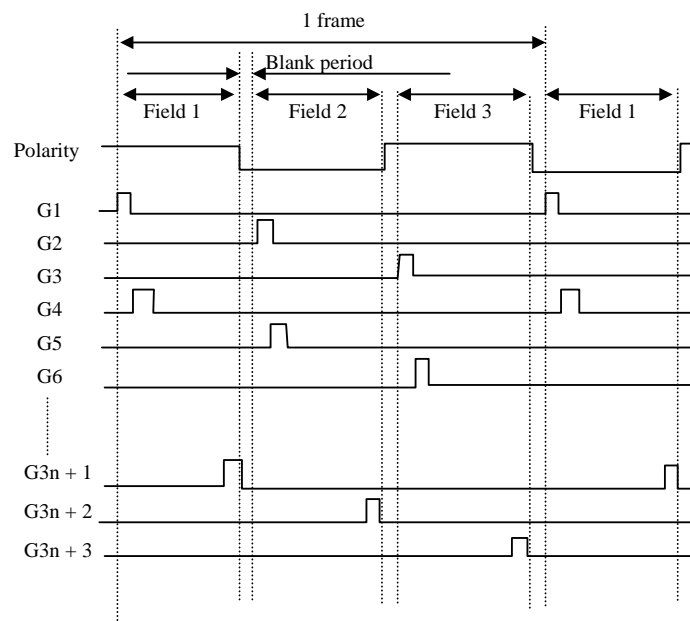 1 frame
Blank period
Field 1 Field 2 Field 3 Field 1
Polarity
G1
G2
G3
G4
G5
G6
G3n + 1
G3n + 2
G3n + 3